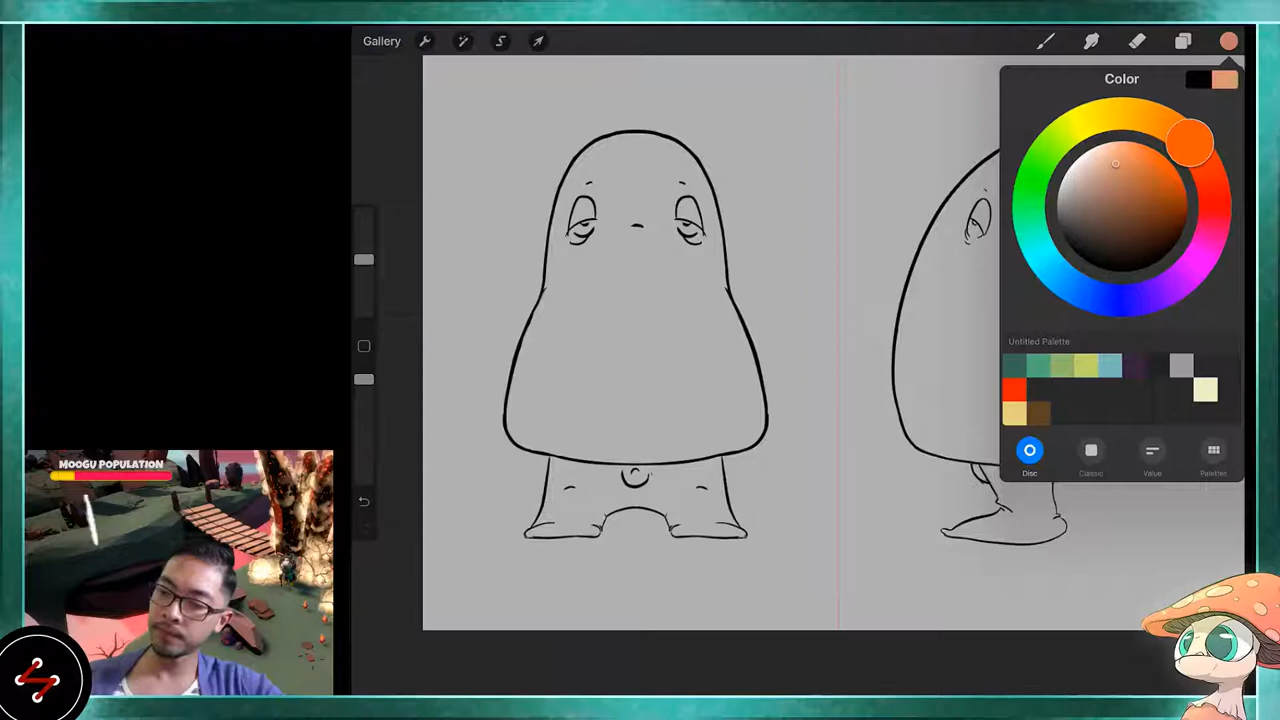 Gallery
Color
Untitled Palette
Disc
Classic
Value
Palettes
MOOGU POPULATION